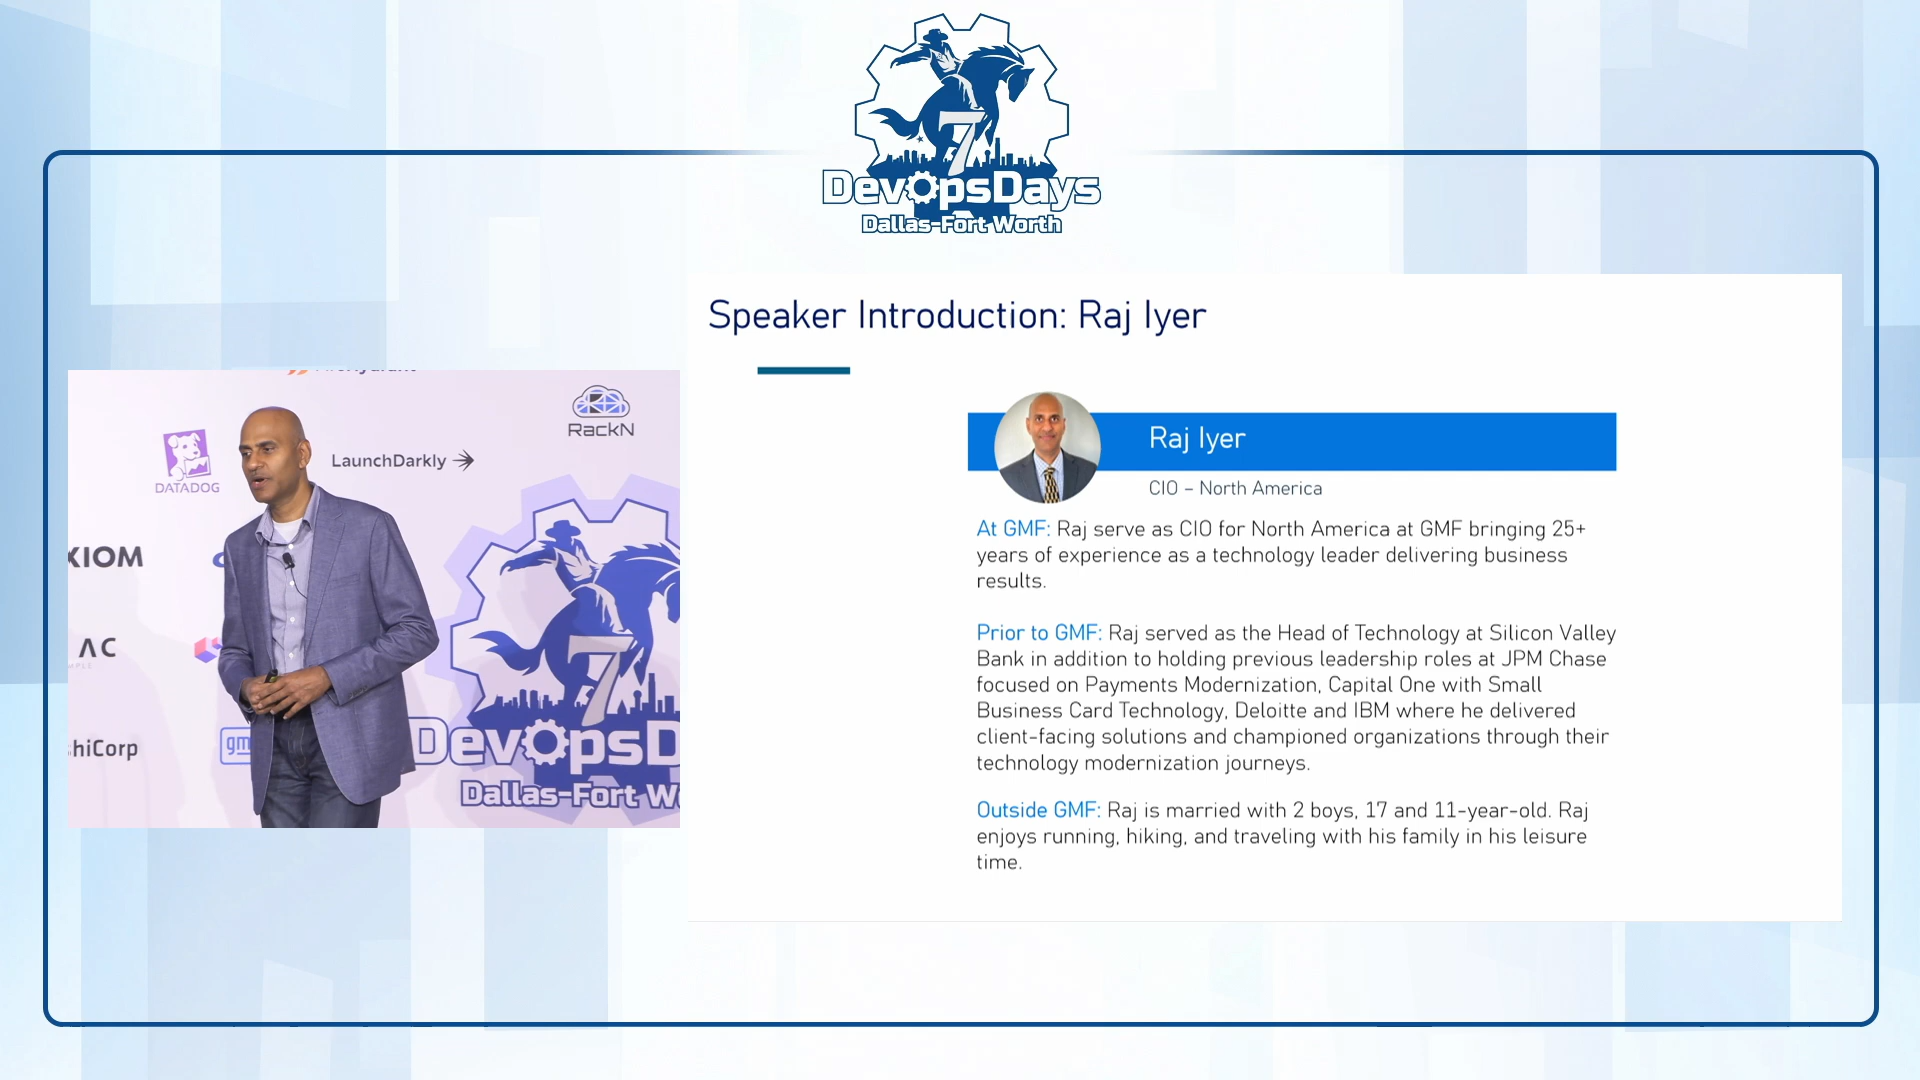 7
DevOpsDays
Dallas-Fort Worth
Speaker Introduction: Raj Iyer
Raj Iyer
CIO – North America
At GMF: Raj serve as CIO for North America at GMF bringing 25+
years of experience as a technology leader delivering business
results.
Prior to GMF: Raj served as the Head of Technology at Silicon Valley
Bank in addition to holding previous leadership roles at JPM Chase
focused on Payments Modernization, Capital One with Small
Business Card Technology, Deloitte and IBM where he delivered
client-facing solutions and championed organizations through their
technology modernization journeys.
Outside GMF: Raj is married with 2 boys, 17 and 11-year-old. Raj
enjoys running, hiking, and traveling with his family in his leisure
time.
RackN
DATADOG
LaunchDarkly
XIOM
AC
hiCorp
gm
7
DevOpsD
Dallas-Fort W